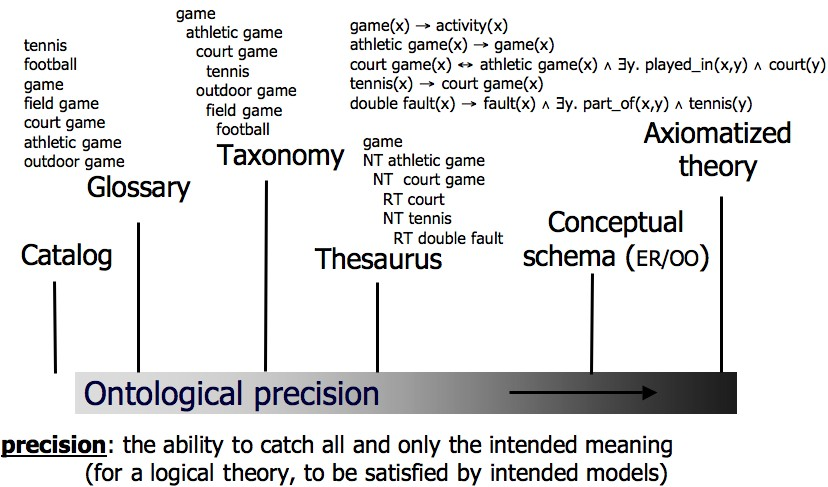 tennis
football
game
field game
court game
athletic game
outdoor game
Catalog
Glossary
game
athletic game
court game
tennis
outdoor game
field game
football
Taxonomy
game(x) → activity(x)
athletic game(x) → game(x)
court game(x) ↔ athletic game(x) ∧ ∃y. played_in(x,y) ∧ court(y)
tennis(x) → court game(x)
double fault(x) → fault(x) ∧ ∃y. part_of(x,y) ∧ tennis(y)
game
NT athletic game
NT court game
RT court
NT tennis
RT double fault
Thesaurus
Conceptual
schema (ER/OO)
Axiomatized
theory
Ontological precision
precision: the ability to catch all and only the intended meaning
(for a logical theory, to be satisfied by intended models)